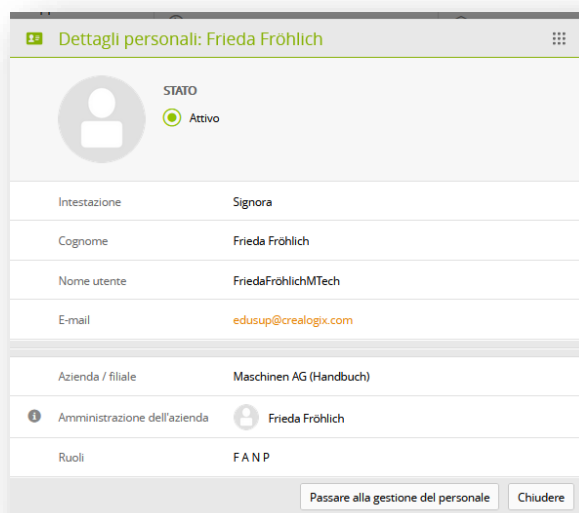 Dettagli personali: Frieda Fröhlich
STATO
Attivo
Intestazione Signora
Cognome Frieda Fröhlich
Nome utente FriedaFröhlichMTech
E-mail edusup@crealogix.com
Azienda / filiale Maschinen AG (Handbuch)
Amministrazione dell'azienda Frieda Fröhlich
Ruoli F A N P
Passare alla gestione del personale Chiudere